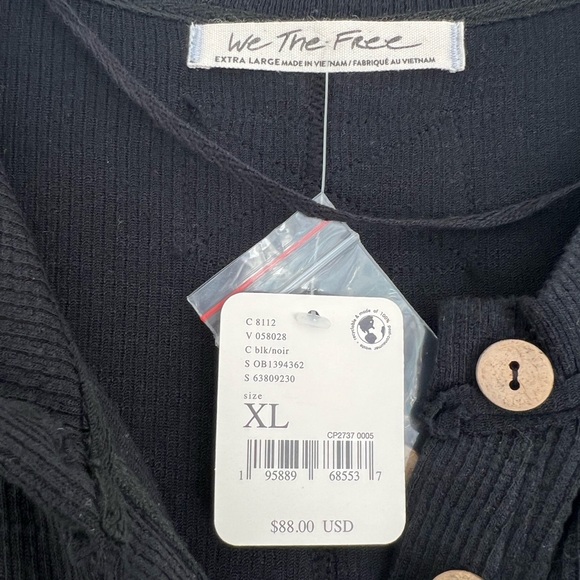 We The Free
EXTRA LARGE MADE IN VIETNAM / FABRIQUÉ AU VIETNAM
C 8112
V 058028
C blk/noir
S OB1394362
S 63809230
size
XL
CP2737 0005
1 95889 68553 7
$88.00 USD